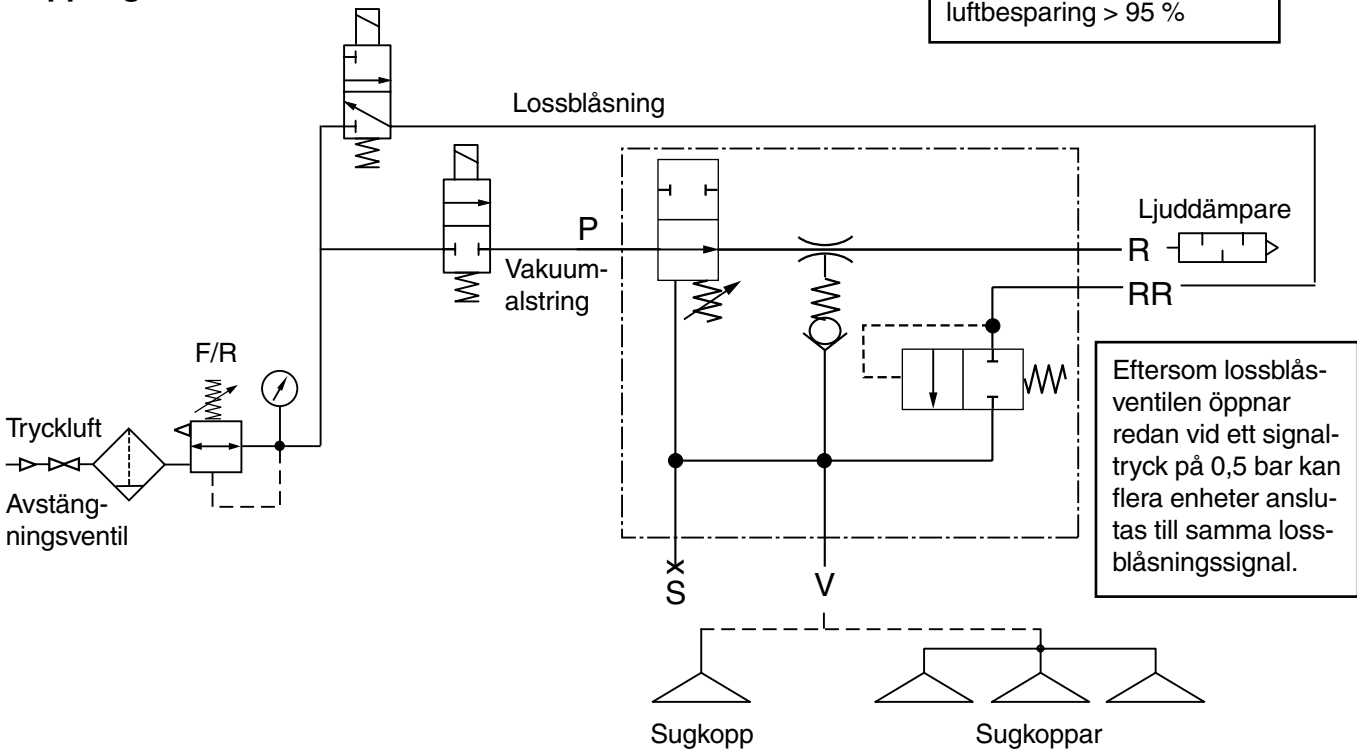 luftbesparing > 95 %
Lossblåsning
P
Vakuum-
alstring
Ljuddämpare
R
RR
F/R
Tryckluft
Avstäng-
ningsventil
Eftersom lossblås-
ventilen öppnar
redan vid ett signal-
tryck på 0,5 bar kan
flera enheter anslu-
tas till samma loss-
blåsningssignal.
S
V
Sugkopp
Sugkoppar